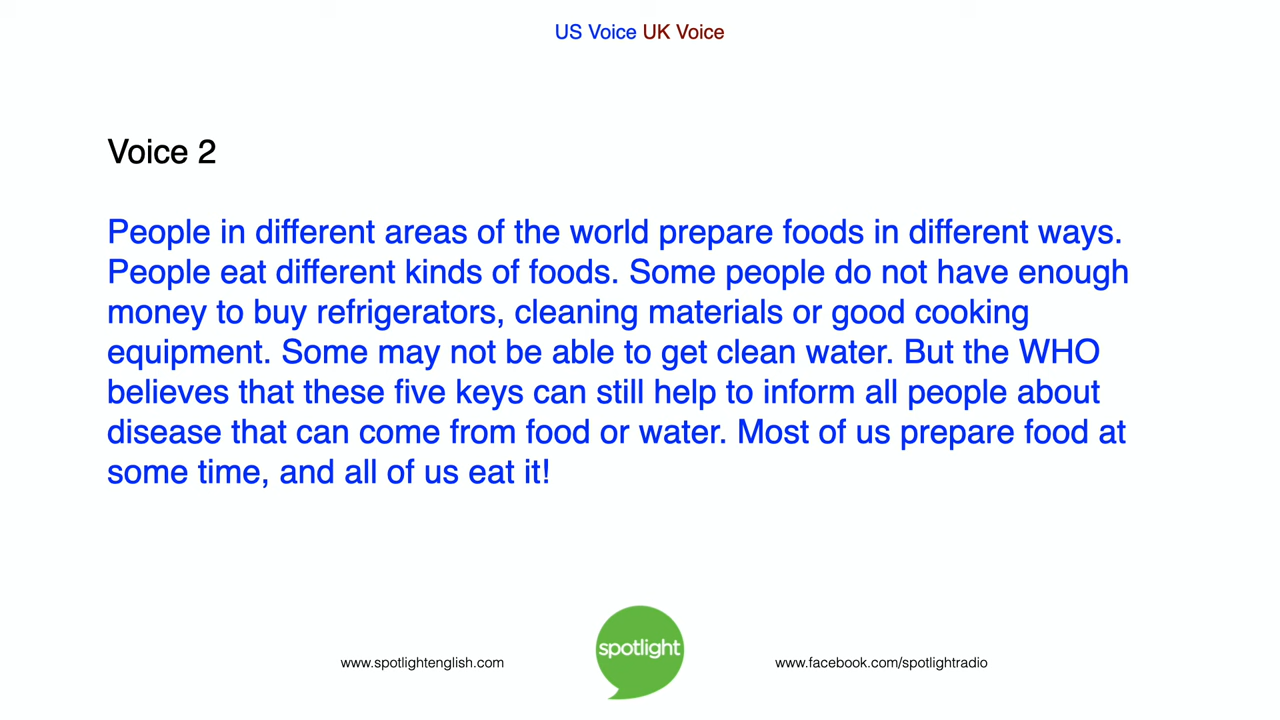 US Voice UK Voice
Voice 2
People in different areas of the world prepare foods in different ways.
People eat different kinds of foods. Some people do not have enough
money to buy refrigerators, cleaning materials or good cooking
equipment. Some may not be able to get clean water. But the WHO
believes that these five keys can still help to inform all people about
disease that can come from food or water. Most of us prepare food at
some time, and all of us eat it!
www.spotlightenglish.com
spotlight
www.facebook.com/spotlightradio